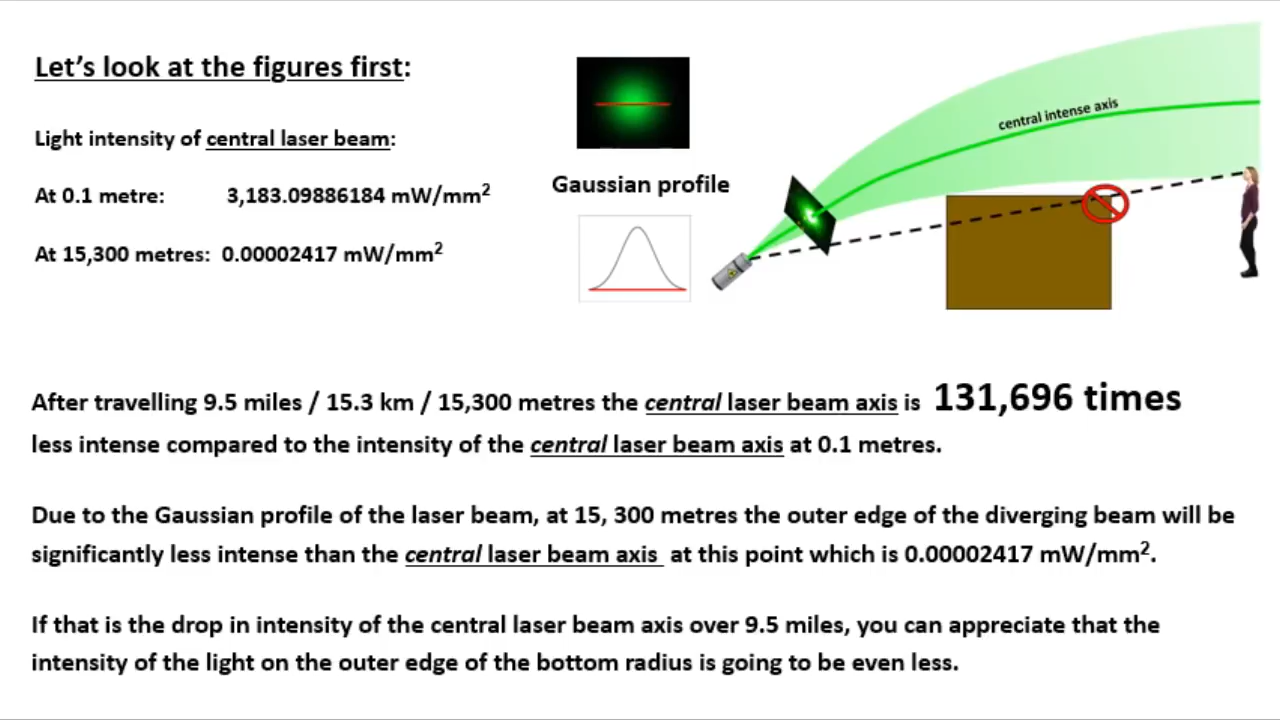 Let's look at the figures first:
Light intensity of central laser beam:
At 0.1 metre: 3,183.09886184 mW/mm²
At 15,300 metres: 0.00002417 mW/mm²
Gaussian profile
central intense axis
After travelling 9.5 miles / 15.3 km / 15,300 metres the central laser beam axis is 131,696 times
less intense compared to the intensity of the central laser beam axis at 0.1 metres.
Due to the Gaussian profile of the laser beam, at 15, 300 metres the outer edge of the diverging beam will be
significantly less intense than the central laser beam axis at this point which is 0.00002417 mW/mm².
If that is the drop in intensity of the central laser beam axis over 9.5 miles, you can appreciate that the
intensity of the light on the outer edge of the bottom radius is going to be even less.